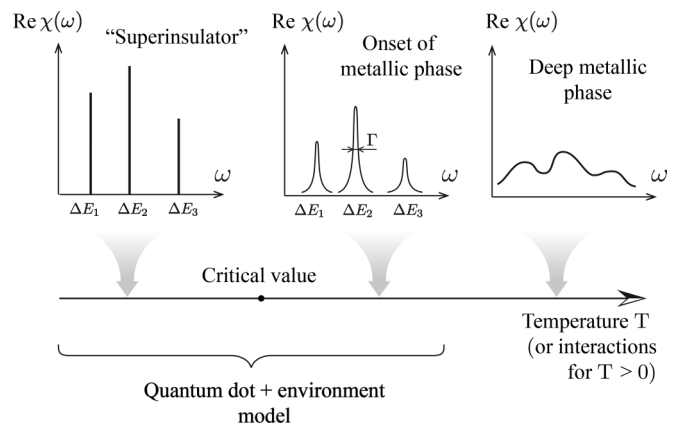 Re χ(ω)
“Superinsulator”
ω
ΔE₁ ΔE₂ ΔE₃
Re χ(ω)
Onset of
metallic phase
Γ
ω
ΔE₁ ΔE₂ ΔE₃
Re χ(ω)
Deep metallic
phase
ω
Critical value
Temperature T
(or interactions
for T > 0)
Quantum dot + environment
model